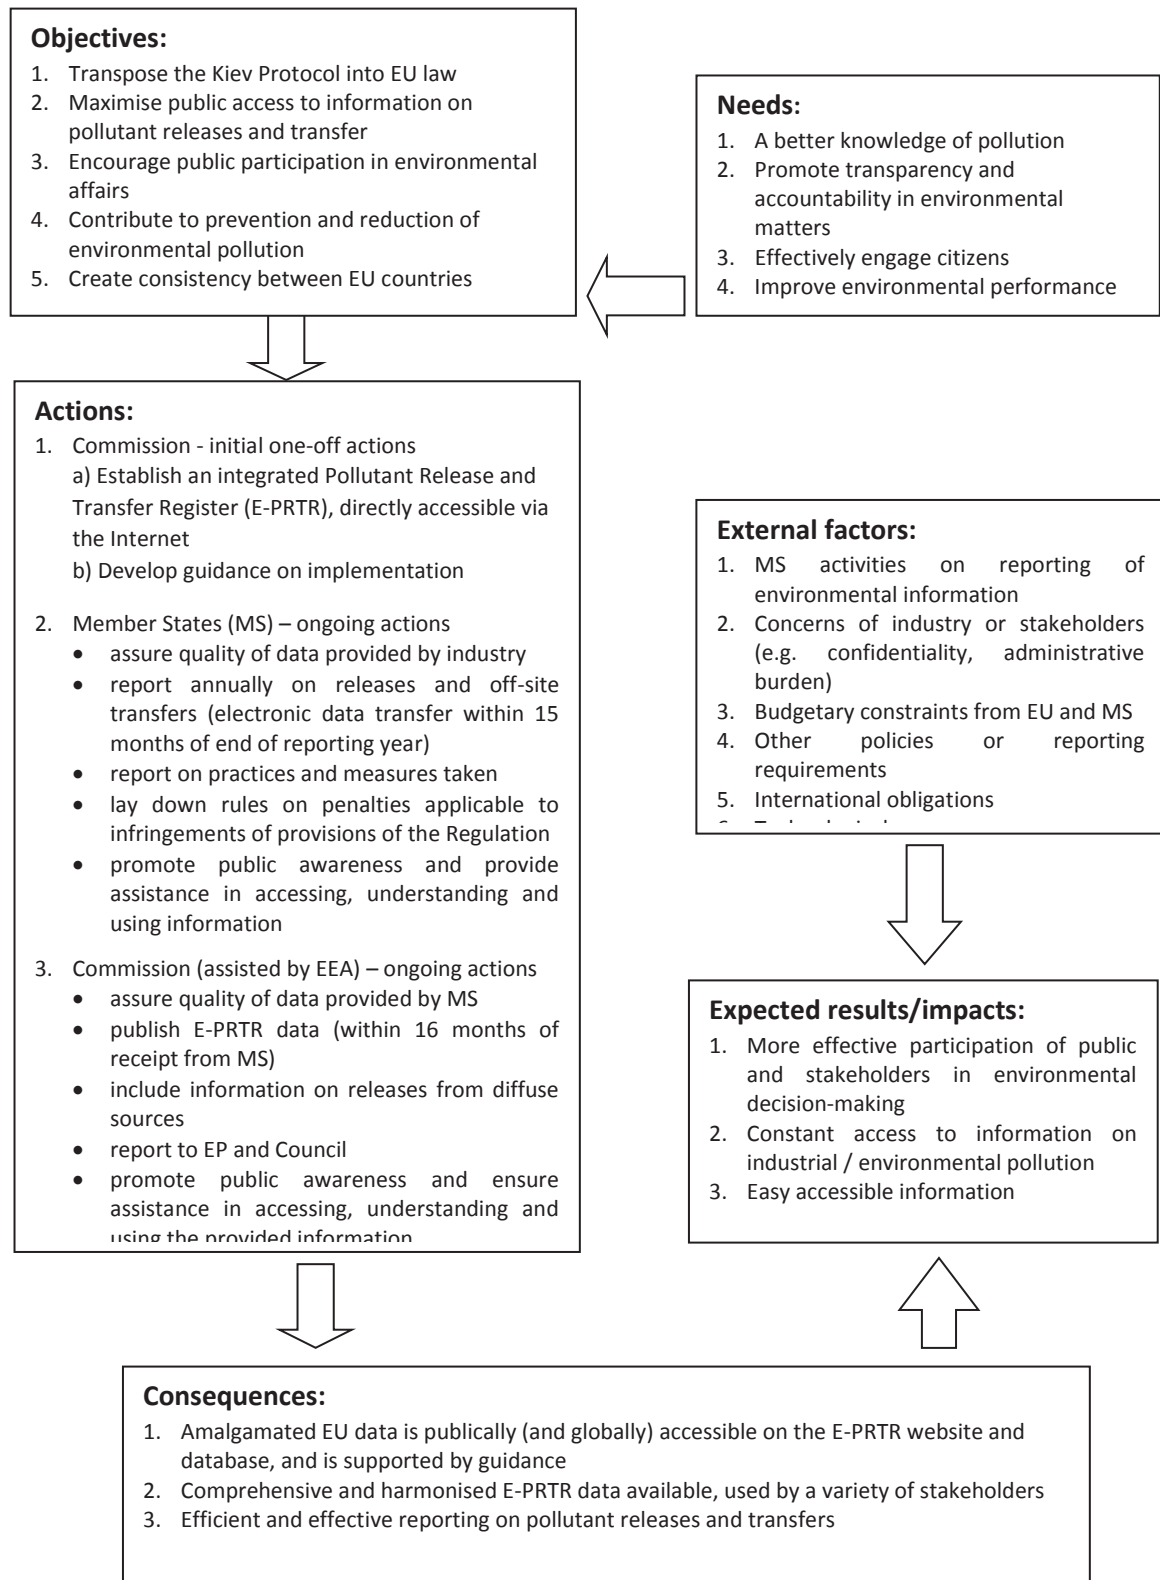 Objectives:
1. Transpose the Kiev Protocol into EU law
2. Maximise public access to information on
pollutant releases and transfer
3. Encourage public participation in environmental
affairs
4. Contribute to prevention and reduction of
environmental pollution
5. Create consistency between EU countries
Needs:
1. A better knowledge of pollution
2. Promote transparency and
accountability in environmental
matters
3. Effectively engage citizens
4. Improve environmental performance
Actions:
1. Commission - initial one-off actions
a) Establish an integrated Pollutant Release and
Transfer Register (E-PRTR), directly accessible via
the Internet
b) Develop guidance on implementation
2. Member States (MS) – ongoing actions
• assure quality of data provided by industry
• report annually on releases and off-site
transfers (electronic data transfer within 15
months of end of reporting year)
• report on practices and measures taken
• lay down rules on penalties applicable to
infringements of provisions of the Regulation
• promote public awareness and provide
assistance in accessing, understanding and
using information
3. Commission (assisted by EEA) – ongoing actions
• assure quality of data provided by MS
• publish E-PRTR data (within 16 months of
receipt from MS)
• include information on releases from diffuse
sources
• report to EP and Council
• promote public awareness and ensure
assistance in accessing, understanding and
using the provided information
External factors:
1. MS activities on reporting of
environmental information
2. Concerns of industry or stakeholders
(e.g. confidentiality, administrative
burden)
3. Budgetary constraints from EU and MS
4. Other policies or reporting
requirements
5. International obligations
Expected results/impacts:
1. More effective participation of public
and stakeholders in environmental
decision-making
2. Constant access to information on
industrial / environmental pollution
3. Easy accessible information
Consequences:
1. Amalgamated EU data is publically (and globally) accessible on the E-PRTR website and
database, and is supported by guidance
2. Comprehensive and harmonised E-PRTR data available, used by a variety of stakeholders
3. Efficient and effective reporting on pollutant releases and transfers